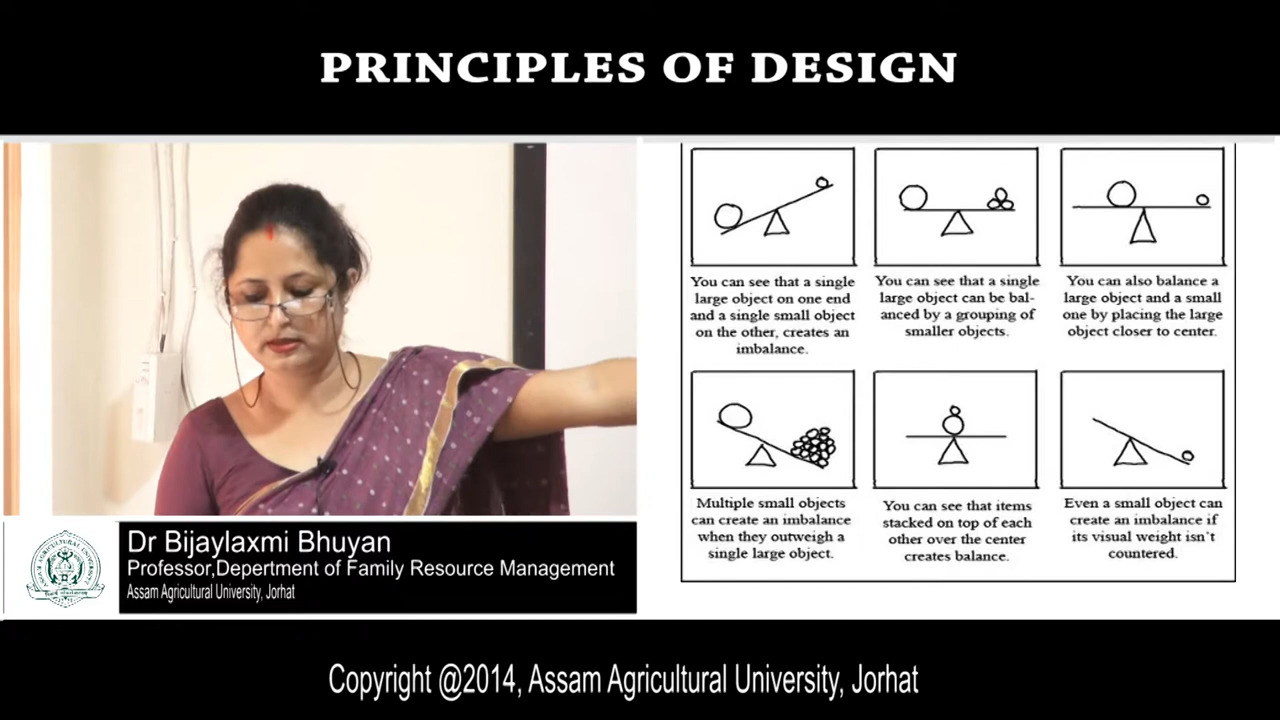 PRINCIPLES OF DESIGN
You can see that a single
large object on one end
and a single small object
on the other, creates an
imbalance.
You can see that a single
large object can be bal-
anced by a grouping of
smaller objects.
You can also balance a
large object and a small
one by placing the large
object closer to center.
Multiple small objects
can create an imbalance
when they outweigh a
single large object.
You can see that items
stacked on top of each
other over the center
creates balance.
Even a small object can
create an imbalance if
its visual weight isn't
countered.
Dr Bijaylaxmi Bhuyan
Professor,Depertment of Family Resource Management
Assam Agricultural University, Jorhat
Copyright @2014, Assam Agricultural University, Jorhat